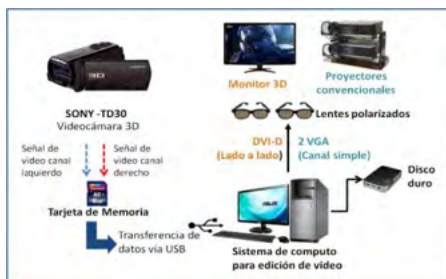 3D
SONY -TD30
Videocámara 3D
Señal de
video canal
izquierdo
Señal de
video canal
derecho
Tarjeta de Memoria
Transferencia de
datos vía USB
Monitor 3D
Proyectores
convencionales
Lentes polarizados
DVI-D
(Lado a lado)
2 VGA
(Canal simple)
Disco
duro
Sistema de computo
para edición de vídeo